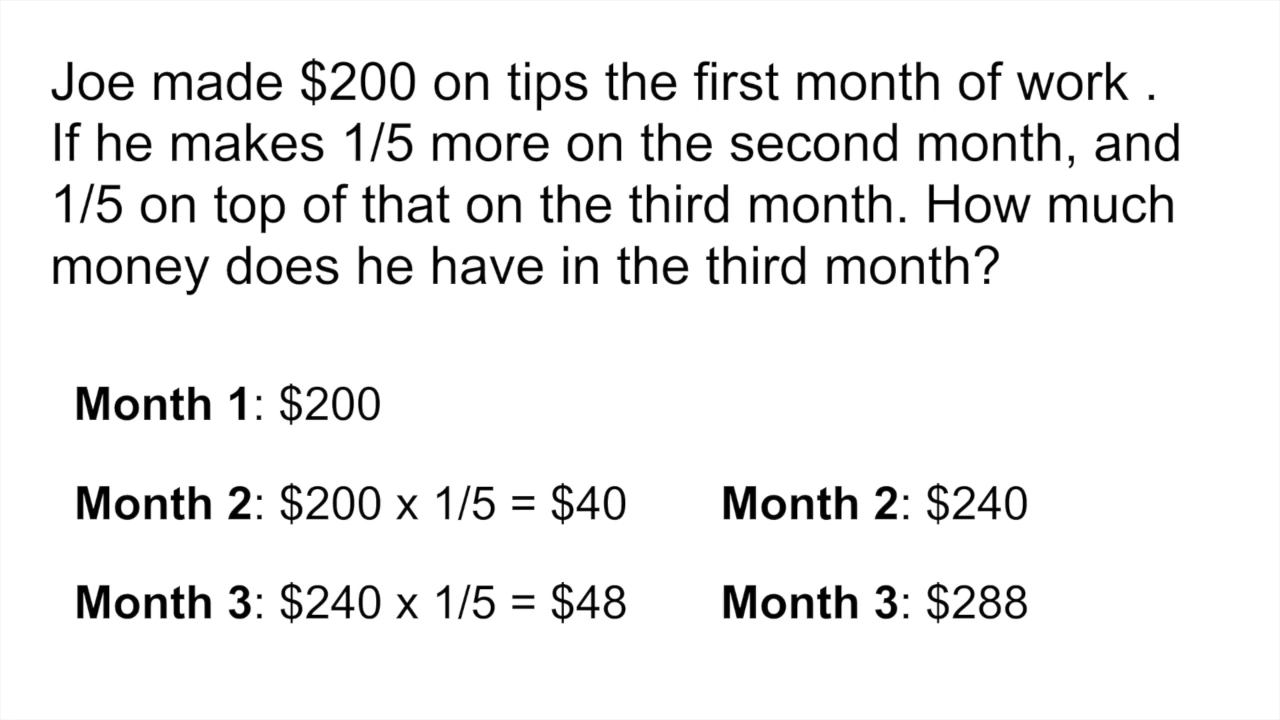 Joe made $200 on tips the first month of work .
If he makes 1/5 more on the second month, and
1/5 on top of that on the third month. How much
money does he have in the third month?
Month 1: $200
Month 2: $200 x 1/5 = $40 Month 2: $240
Month 3: $240 x 1/5 = $48 Month 3: $288